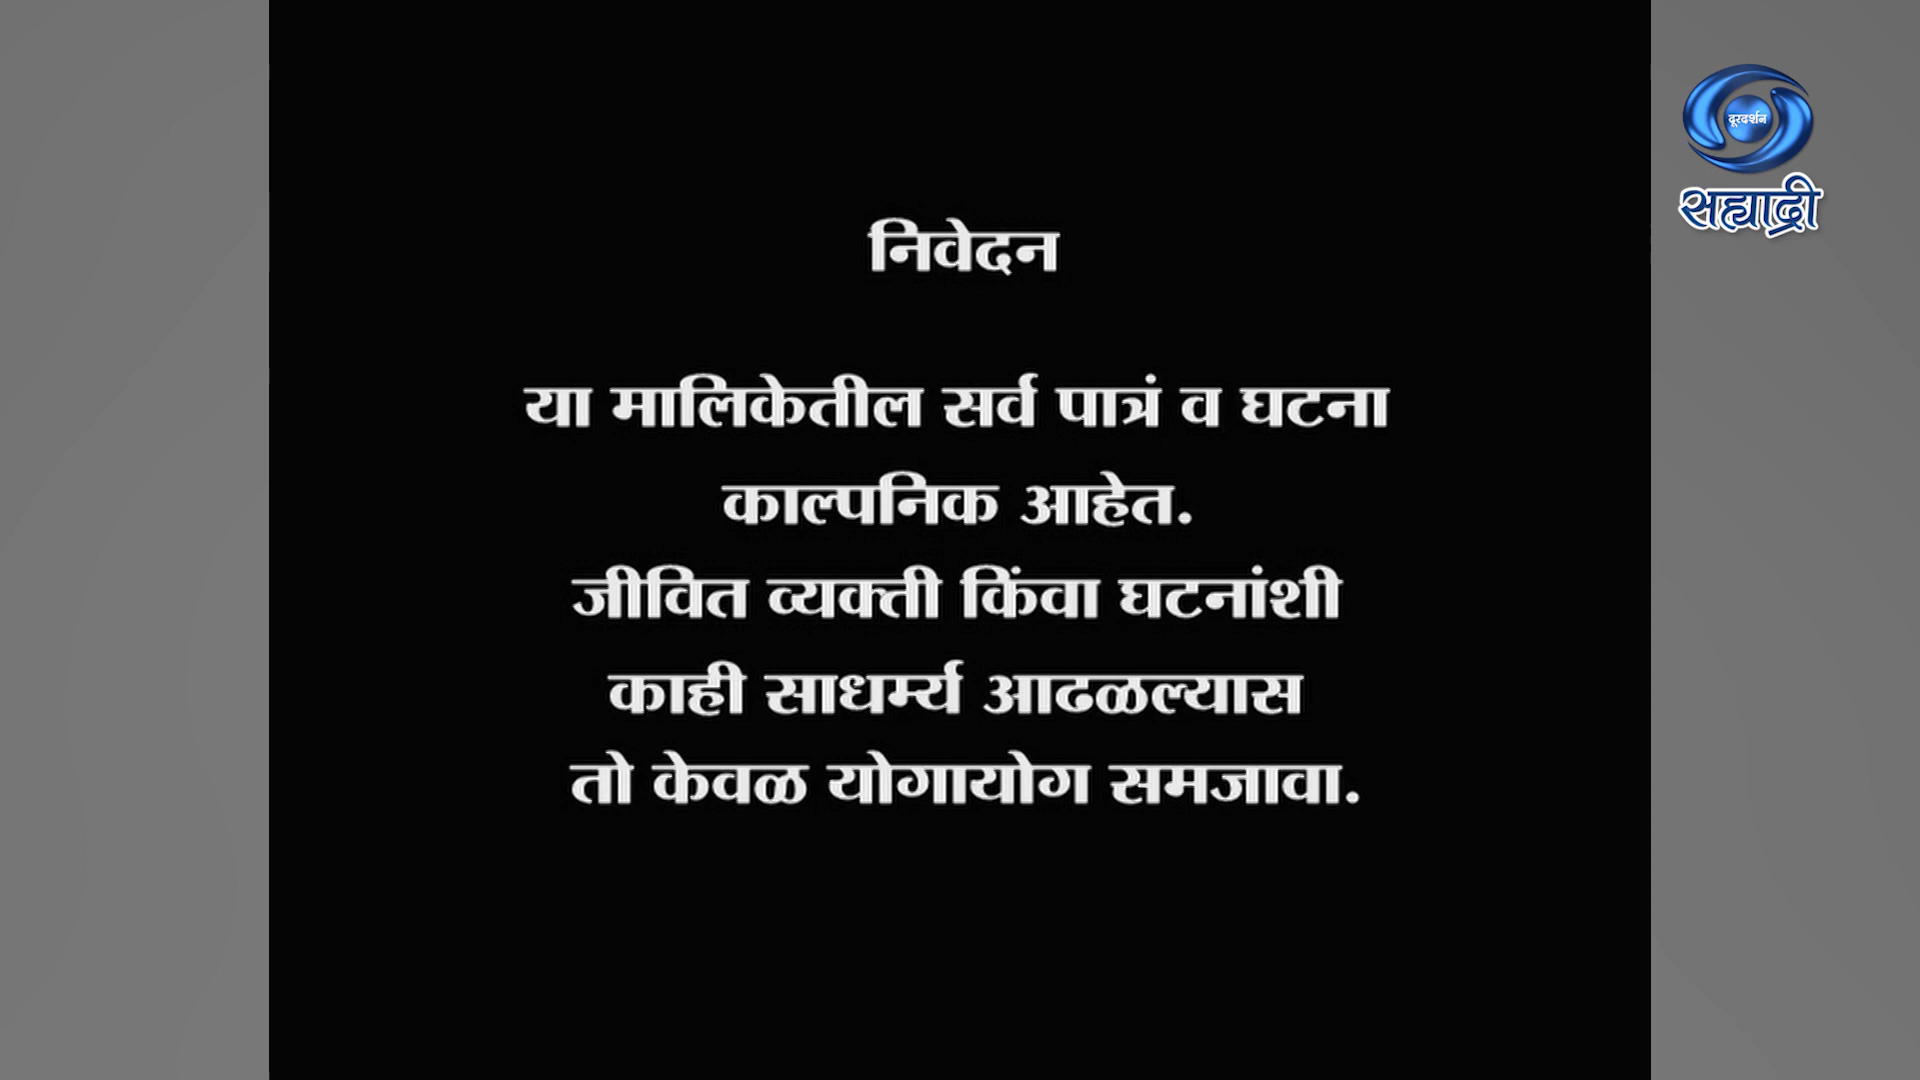 दूरदर्शन
सह्याद्री
निवेदन
या मालिकेतील सर्व पात्रं व घटना
काल्पनिक आहेत.
जीवित व्यक्ती किंवा घटनांशी
काही साधर्म्य आढळल्यास
तो केवळ योगायोग समजावा.